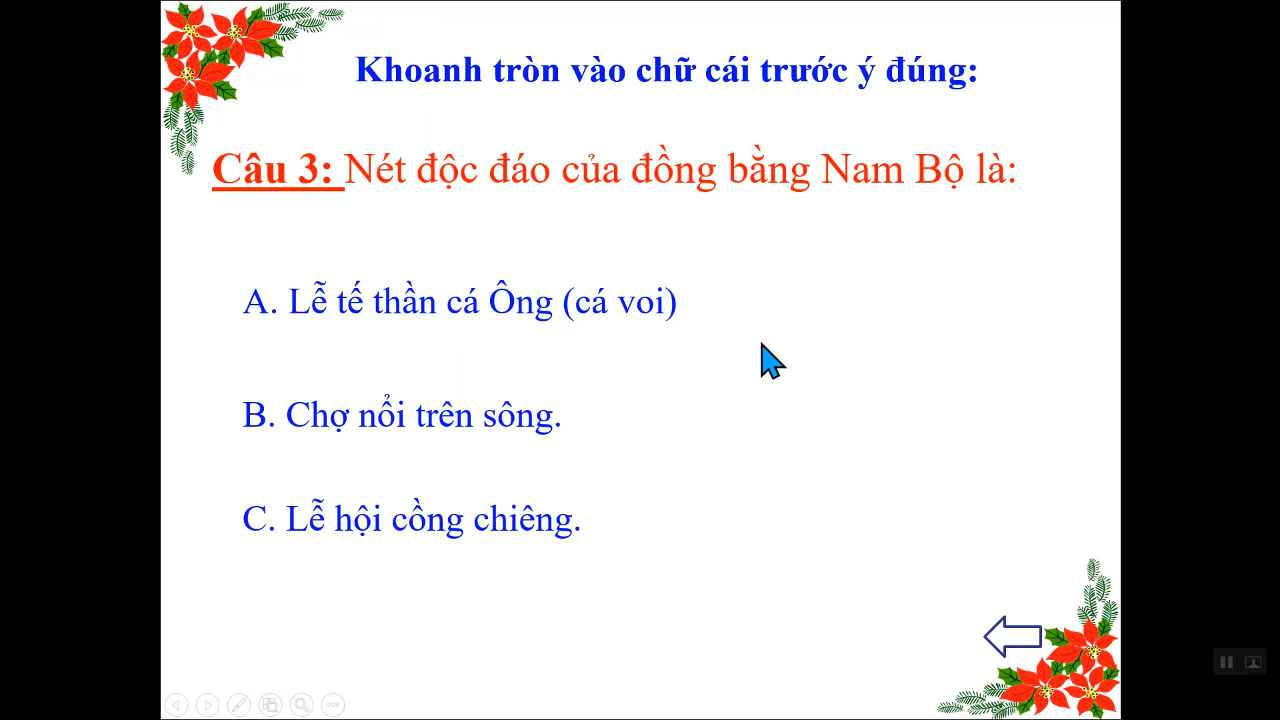 Khoanh tròn vào chữ cái trước ý đúng:
Câu 3: Nét độc đáo của đồng bằng Nam Bộ là:
A. Lễ tế thần cá Ông (cá voi)
B. Chợ nổi trên sông.
C. Lễ hội cồng chiêng.